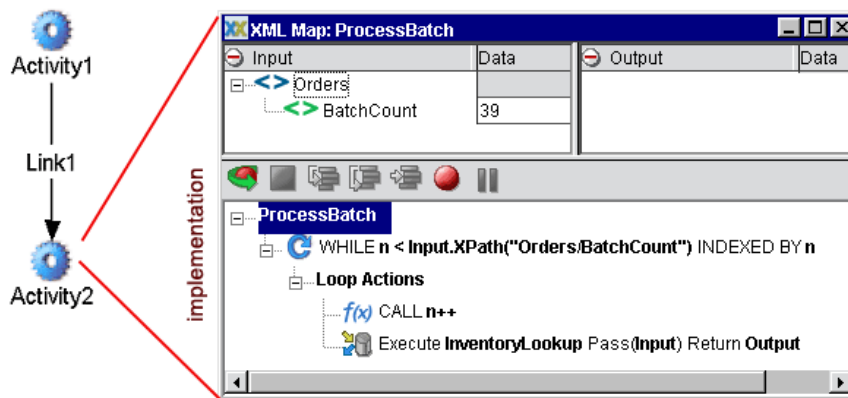 Activity1
Link1
Activity2
implementation
XML Map: ProcessBatch
Input Data
Output Data
Orders
BatchCount 39
ProcessBatch
WHILE n < Input.XPath("Orders/BatchCount") INDEXED BY n
Loop Actions
f(x) CALL n++
Execute InventoryLookup Pass(Input) Return Output